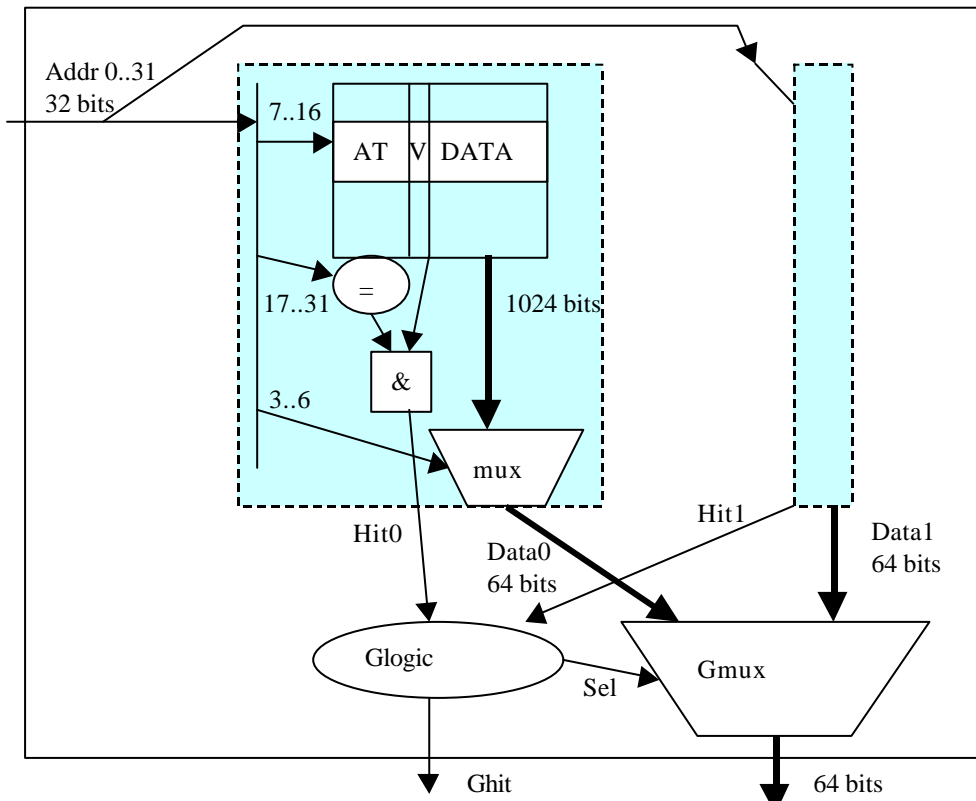 Addr 0..31
32 bits
7..16
AT V DATA
=
17..31
1024 bits
&
3..6
mux
Hit0
Hit1
Data0
64 bits
Data1
64 bits
Glogic
Sel
Gmux
Ghit
64 bits